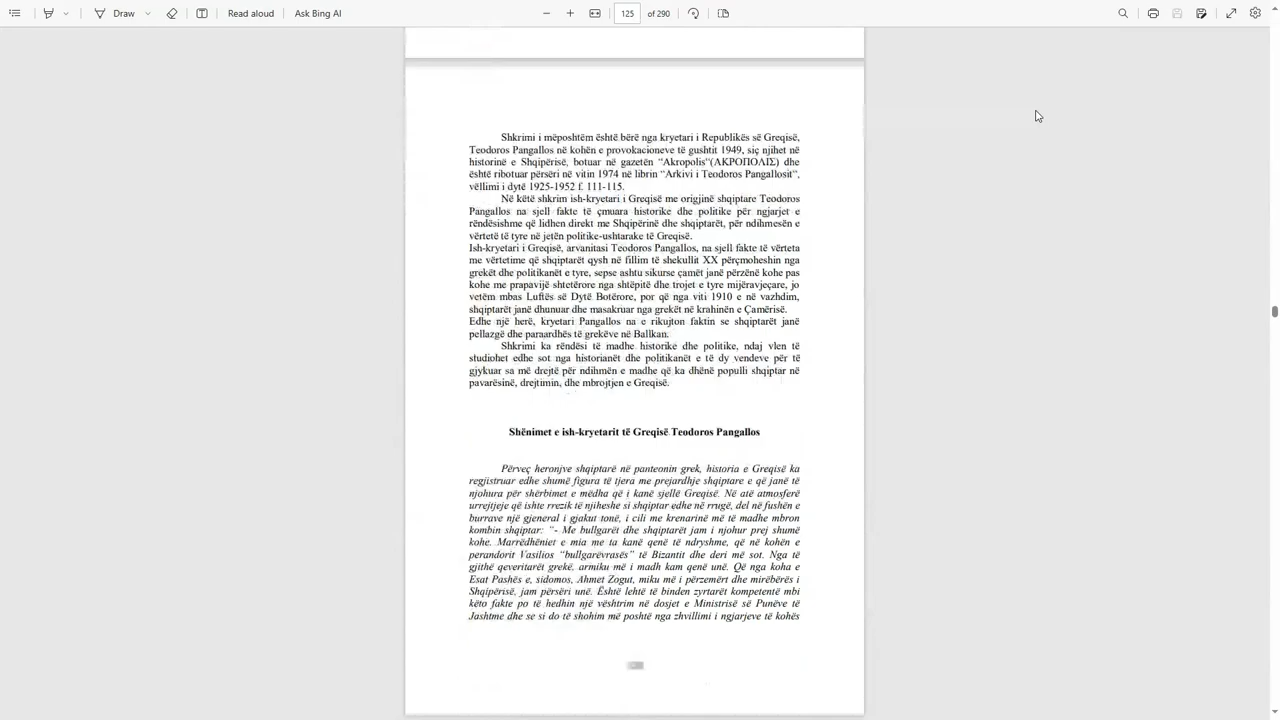 Draw
Read aloud
Ask Bing AI
125
of 290
Shkrimi i mëposhtëm është bërë nga kryetari i Republikës së Greqisë,
Teodoros Pangallos në kohën e provokacioneve të gushtit 1949, siç njihet në
historinë e Shqipërisë, botuar në gazetën “Akropolis“(ΑΚΡΟΠΟΛΙΣ) dhe
është ribotuar përsëri në vitin 1974 në librin “Arkivi i Teodoros Pangallosit“,
vëllimi i dytë 1925-1952 f. 111-115.
Në këtë shkrim ish-kryetari i Greqisë me origjinë shqiptare Teodoros
Pangallos na sjell fakte të çmuara historike dhe politike për ngjarjet e
rëndësishme që lidhen direkt me Shqipërinë dhe shqiptarët, për ndihmesën e
vërtetë të tyre në jetën politike-ushtarake të Greqisë.
Ish-kryetari i Greqisë, arvanitasi Teodoros Pangallos, na sjell fakte të vërteta
me vërtetime që shqiptarët qysh në fillim të shekullit XX përçmoheshin nga
grekët dhe politikanët e tyre, sepse ashtu sikurse çamët janë përzënë kohe pas
kohe me prapavijë shtetërore nga shtëpitë dhe trojet e tyre mijëravjeçare, jo
vetëm mbas Luftës së Dytë Botërore, por që nga viti 1910 e në vazhdim,
shqiptarët janë dhunuar dhe masakruar nga grekët në krahinën e Çamërisë.
Edhe një herë, kryetari Pangallos na e rikujton faktin se shqiptarët janë
pellazgë dhe paraardhës të grekëve në Ballkan.
Shkrimi ka rëndësi të madhe historike dhe politike, ndaj vlen të
studiohet edhe sot nga historianët dhe politikanët e të dy vendeve për të
gjykuar sa më drejtë për ndihmën e madhe që ka dhënë populli shqiptar në
pavarësinë, drejtimin, dhe mbrojtjen e Greqisë.
Shënimet e ish-kryetarit të Greqisë Teodoros Pangallos
Përveç heronjve shqiptarë në panteonin grek, historia e Greqisë ka
regjistruar edhe shumë figura të tjera me prejardhje shqiptare e që janë të
njohura për shërbimet e mëdha që i kanë sjellë Greqisë. Në atë atmosferë
urrejtjeje që ishte rrezik të njiheshe si shqiptar edhe në rrugë, del në fushën e
burrave një gjeneral i gjakut tonë, i cili me krenarinë më të madhe mbron
kombin shqiptar: “- Me bullgarët dhe shqiptarët jam i njohur prej shumë
kohe. Marrëdhëniet e mia me ta kanë qenë të ndryshme, që në kohën e
perandorit Vasilios “bullgarëvrasës” të Bizantit dhe deri më sot. Nga të
gjithë qeveritarët grekë, armiku më i madh kam qenë unë. Që nga koha e
Esat Pashës e, sidomos, Ahmet Zogut, miku më i përzemërt dhe mirëbërës i
Shqipërisë, jam përsëri unë. Është lehtë të binden zyrtarët kompetentë mbi
këto fakte po të hedhin një vështrim në dosjet e Ministrisë së Punëve të
Jashtme dhe se si do të shohim më poshtë nga zhvillimi i ngjarjeve të kohës